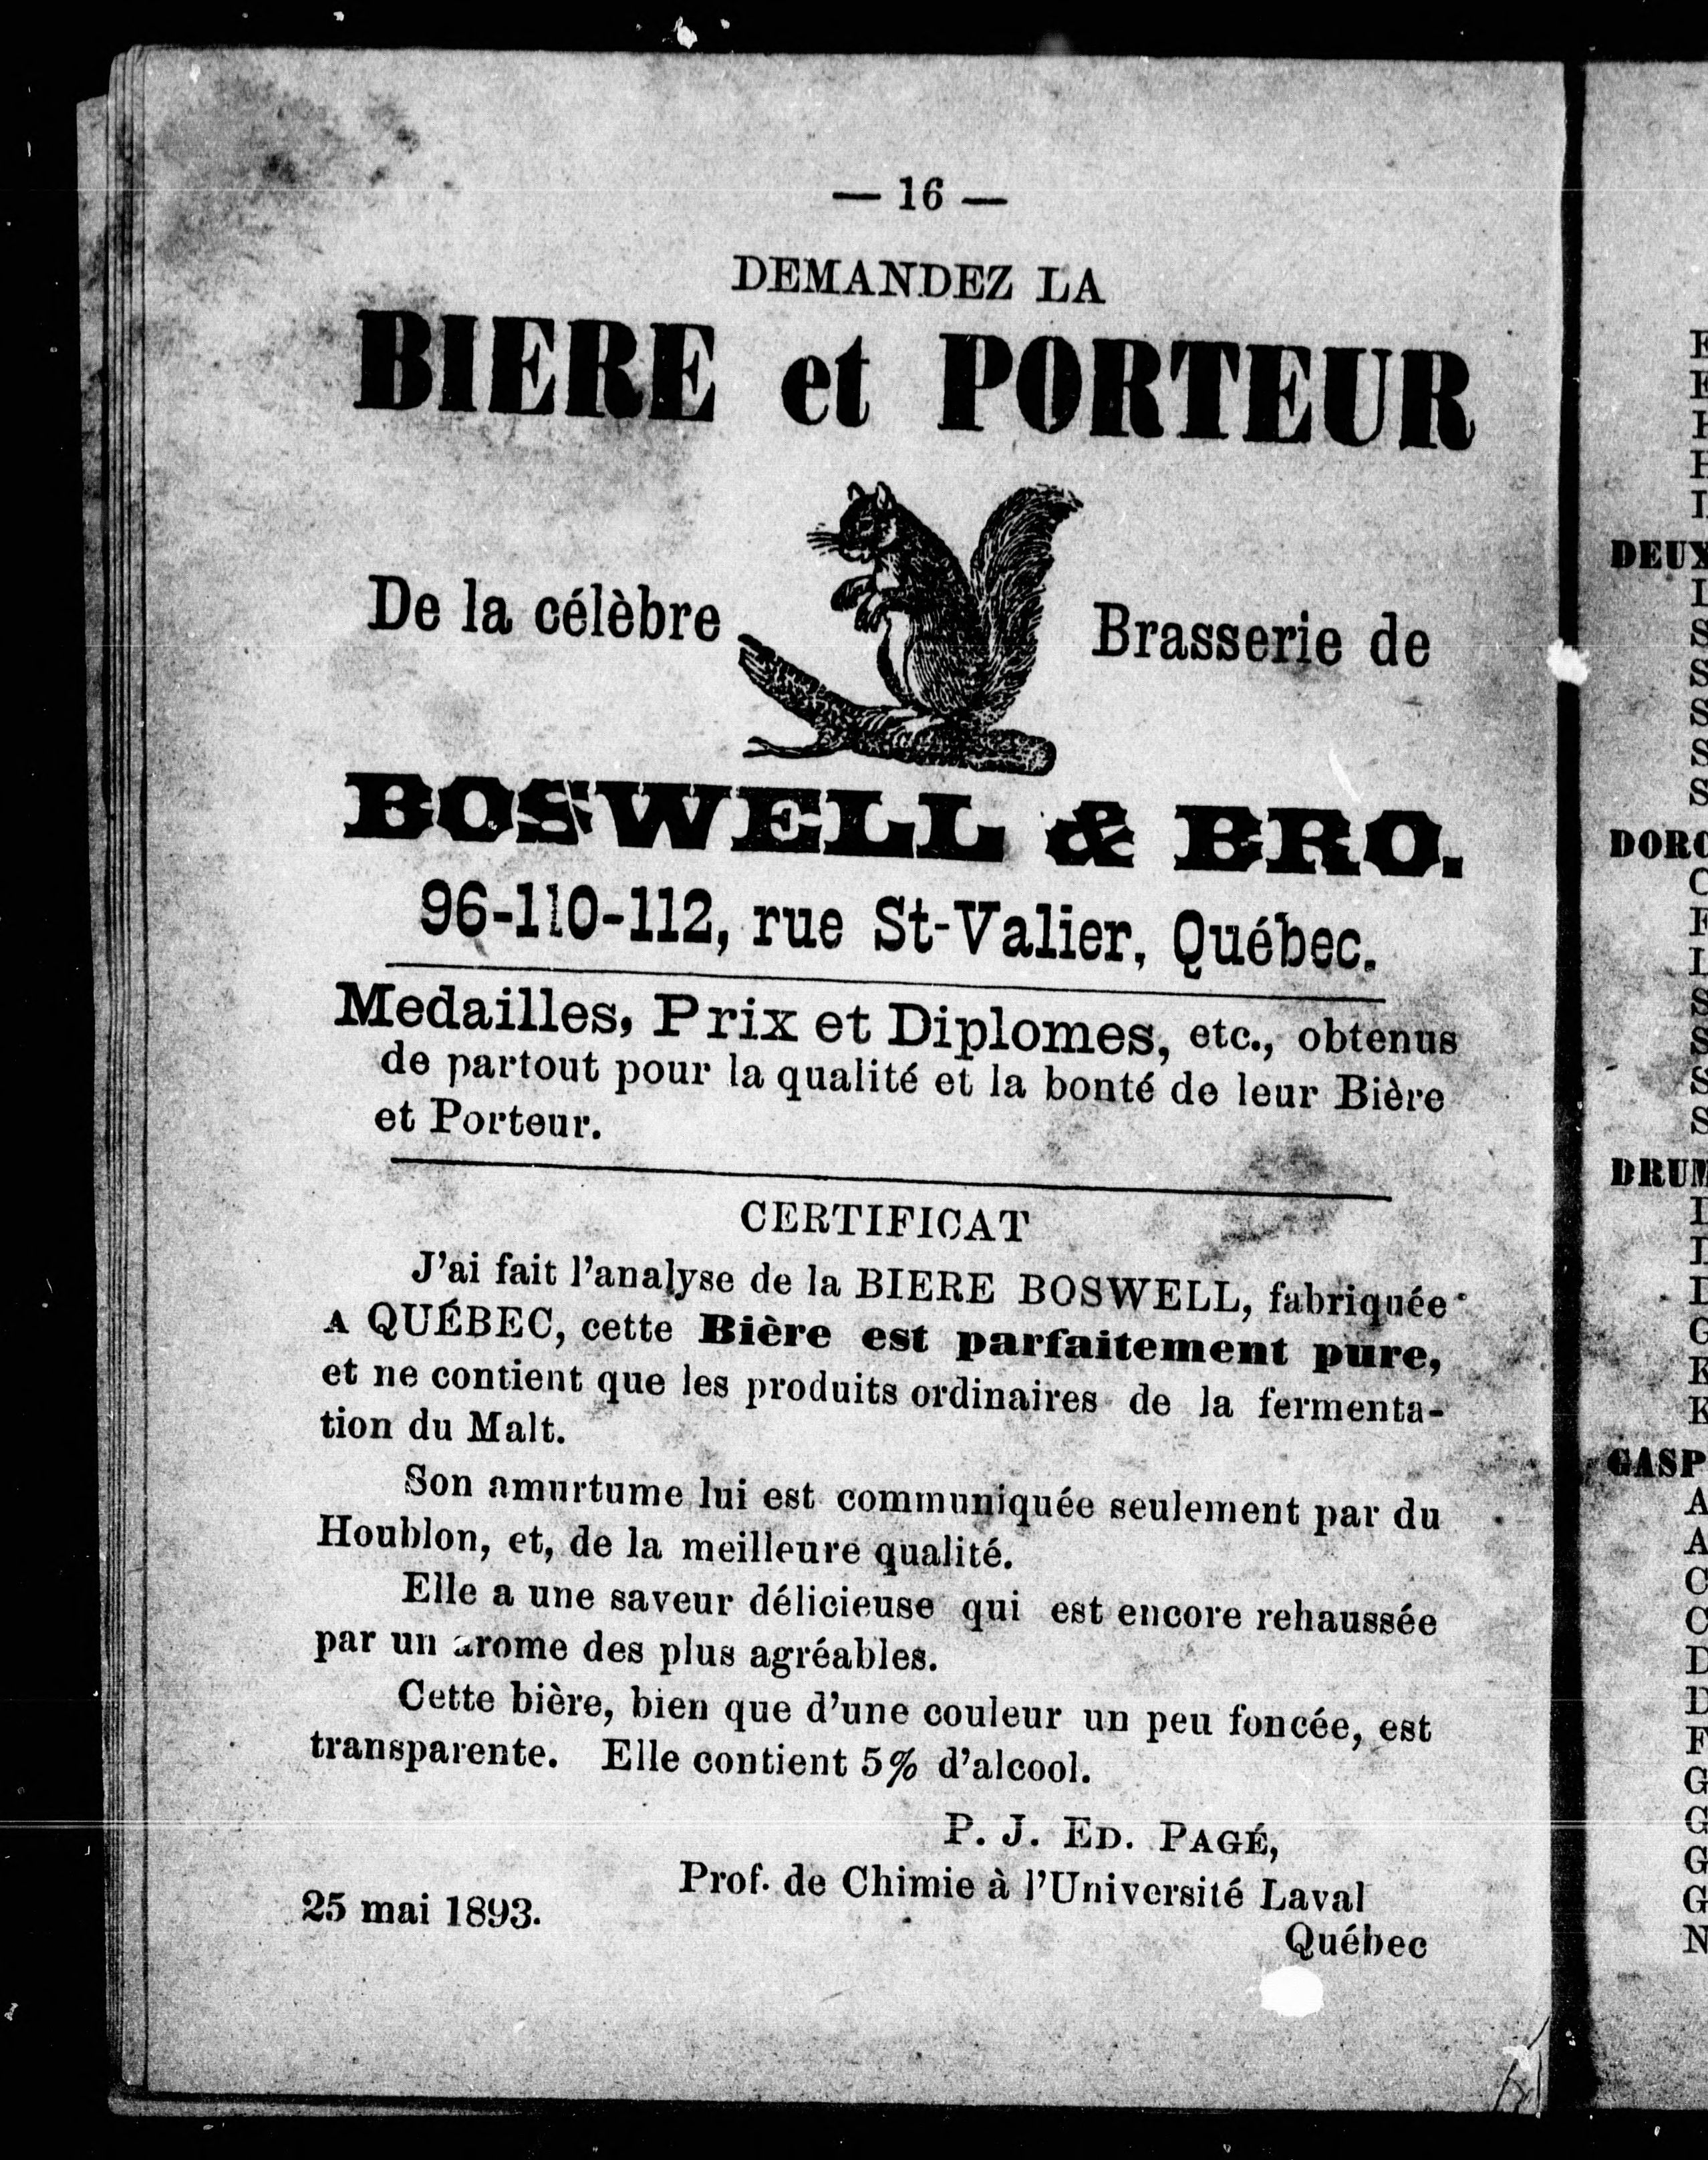 — 16 —
DEMANDEZ LA
BIERE et PORTEUR
De la célèbre Brasserie de
BOSWELL & BRO.
96-110-112, rue St-Valier, Québec.
Medailles, Prix et Diplomes, etc., obtenus
de partout pour la qualité et la bonté de leur Bière
et Porteur.
CERTIFICAT
J'ai fait l'analyse de la BIERE BOSWELL, fabriquée
A QUÉBEC, cette Bière est parfaitement pure,
et ne contient que les produits ordinaires de la fermenta-
tion du Malt.
Son amurtume lui est communiquée seulement par du
Houblon, et, de la meilleure qualité.
Elle a une saveur délicieuse qui est encore rehaussée
par un arome des plus agréables.
Cette bière, bien que d'une couleur un peu foncée, est
transparente. Elle contient 5% d'alcool.
P. J. ED. PAGÉ,
Prof. de Chimie à l'Université Laval
25 mai 1893.
Québec
DEUX
DORC
DRUM
GASP